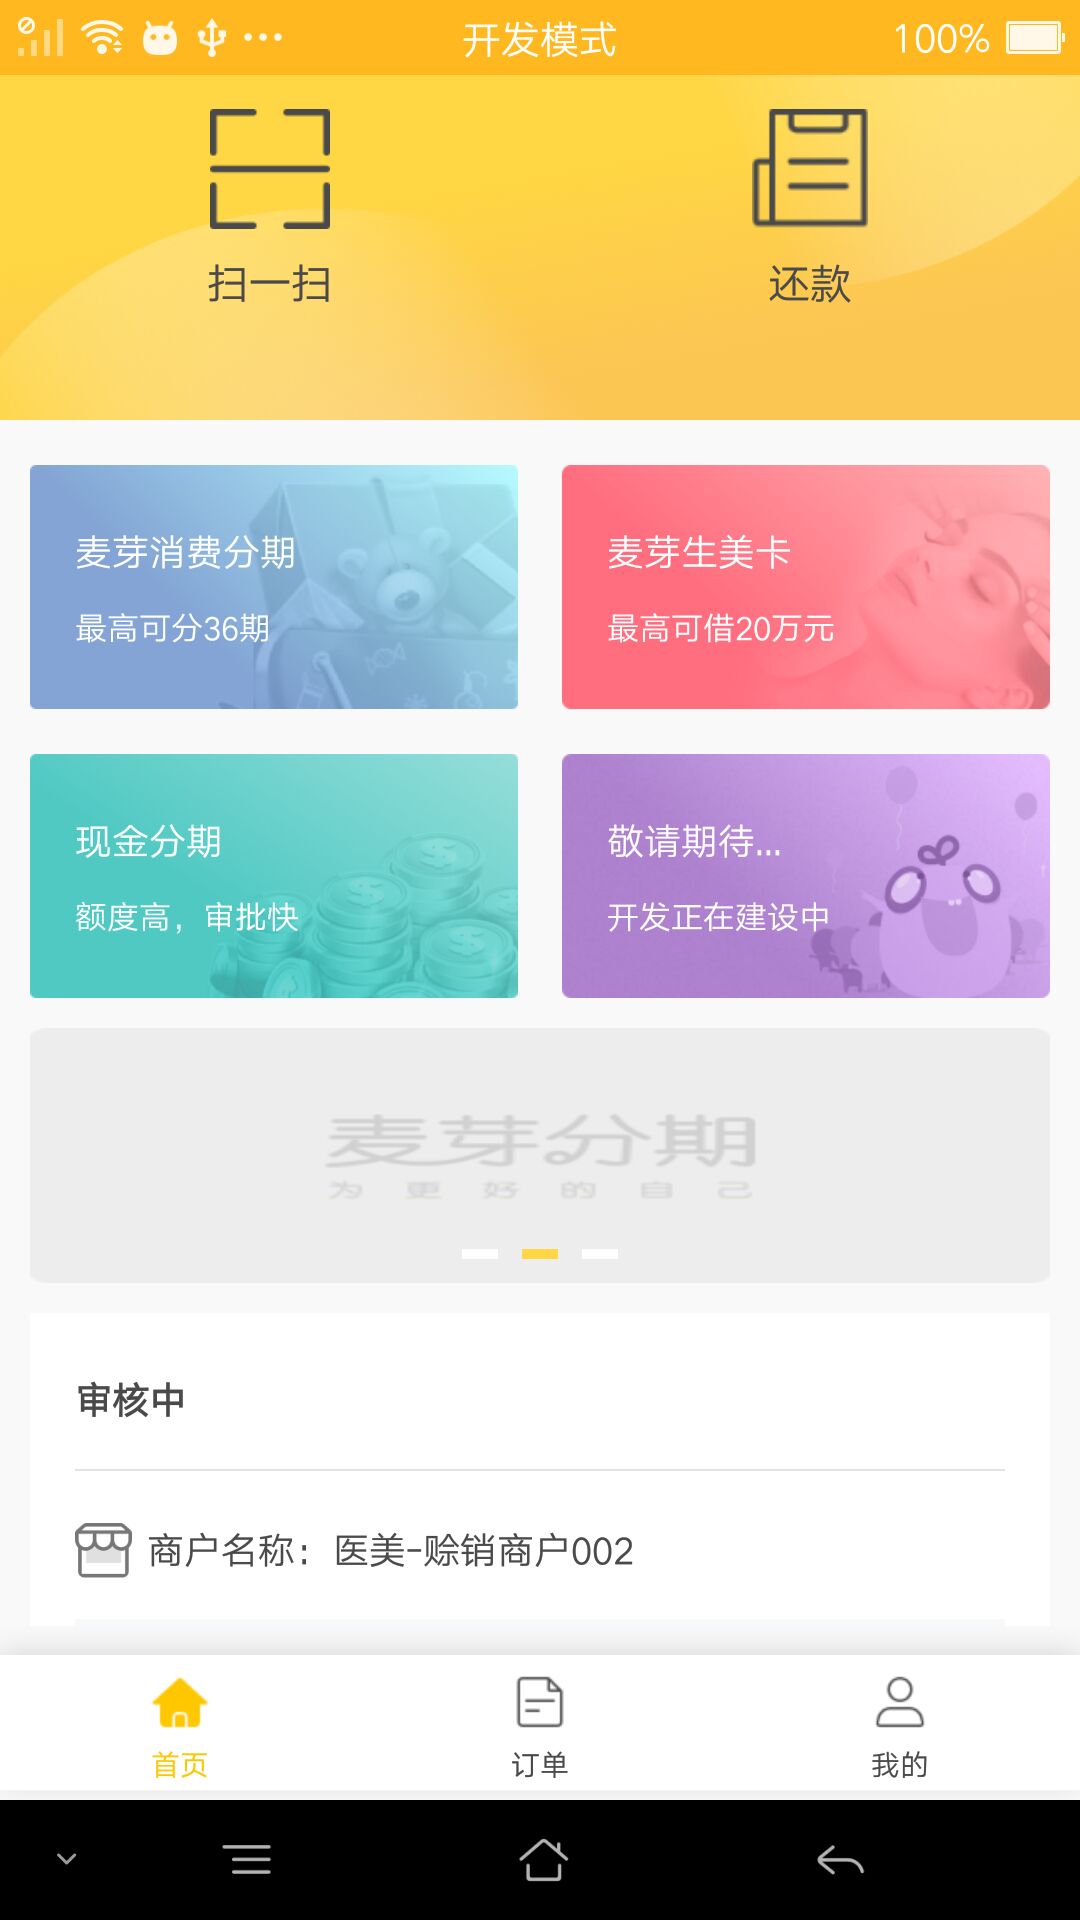 开发模式 100%
扫一扫 还款
麦芽消费分期
最高可分36期
麦芽生美卡
最高可借20万元
现金分期
额度高，审批快
敬请期待...
开发正在建设中
麦芽分期
为更好的自己
审核中
商户名称：医美-赊销商户002
首页 订单 我的